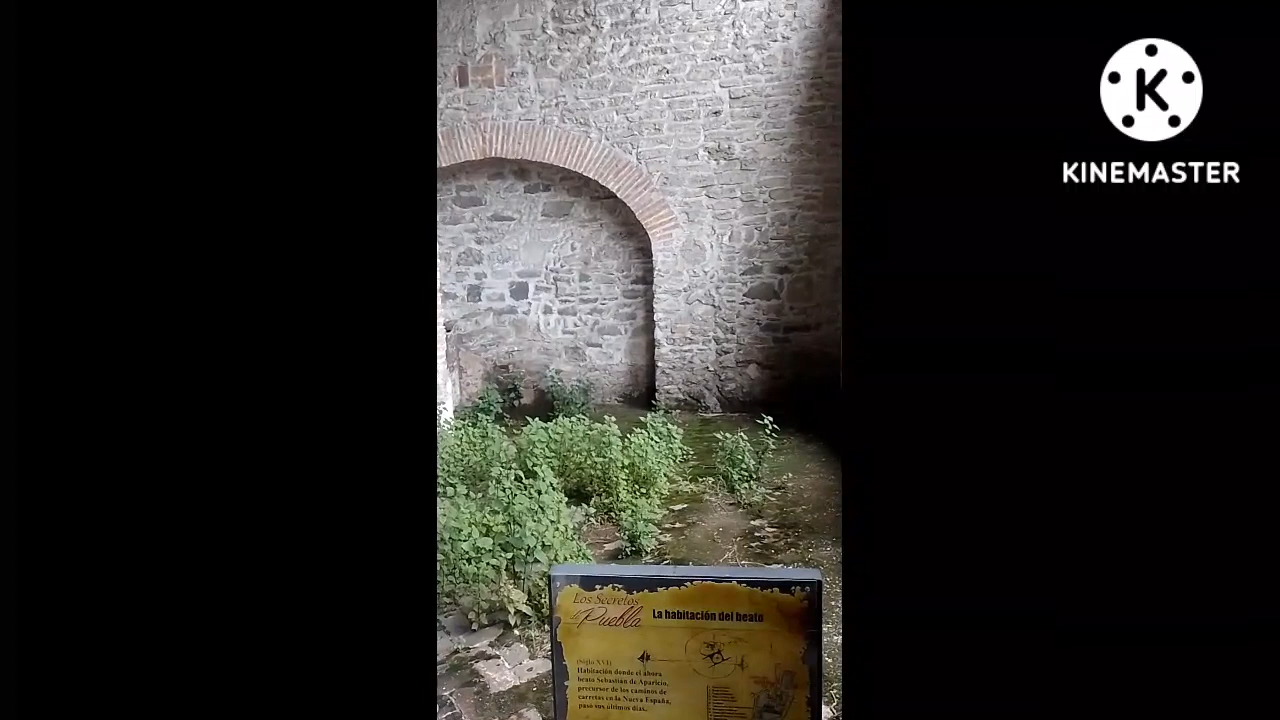 K
KINEMASTER
Los Secretos
de Puebla
La habitación del beato
(Siglo XVI)
Habitación donde el ahora
beato Sebastián de Aparicio,
precursor de los caminos de
carretas en la Nueva España,
pasó sus últimos días.